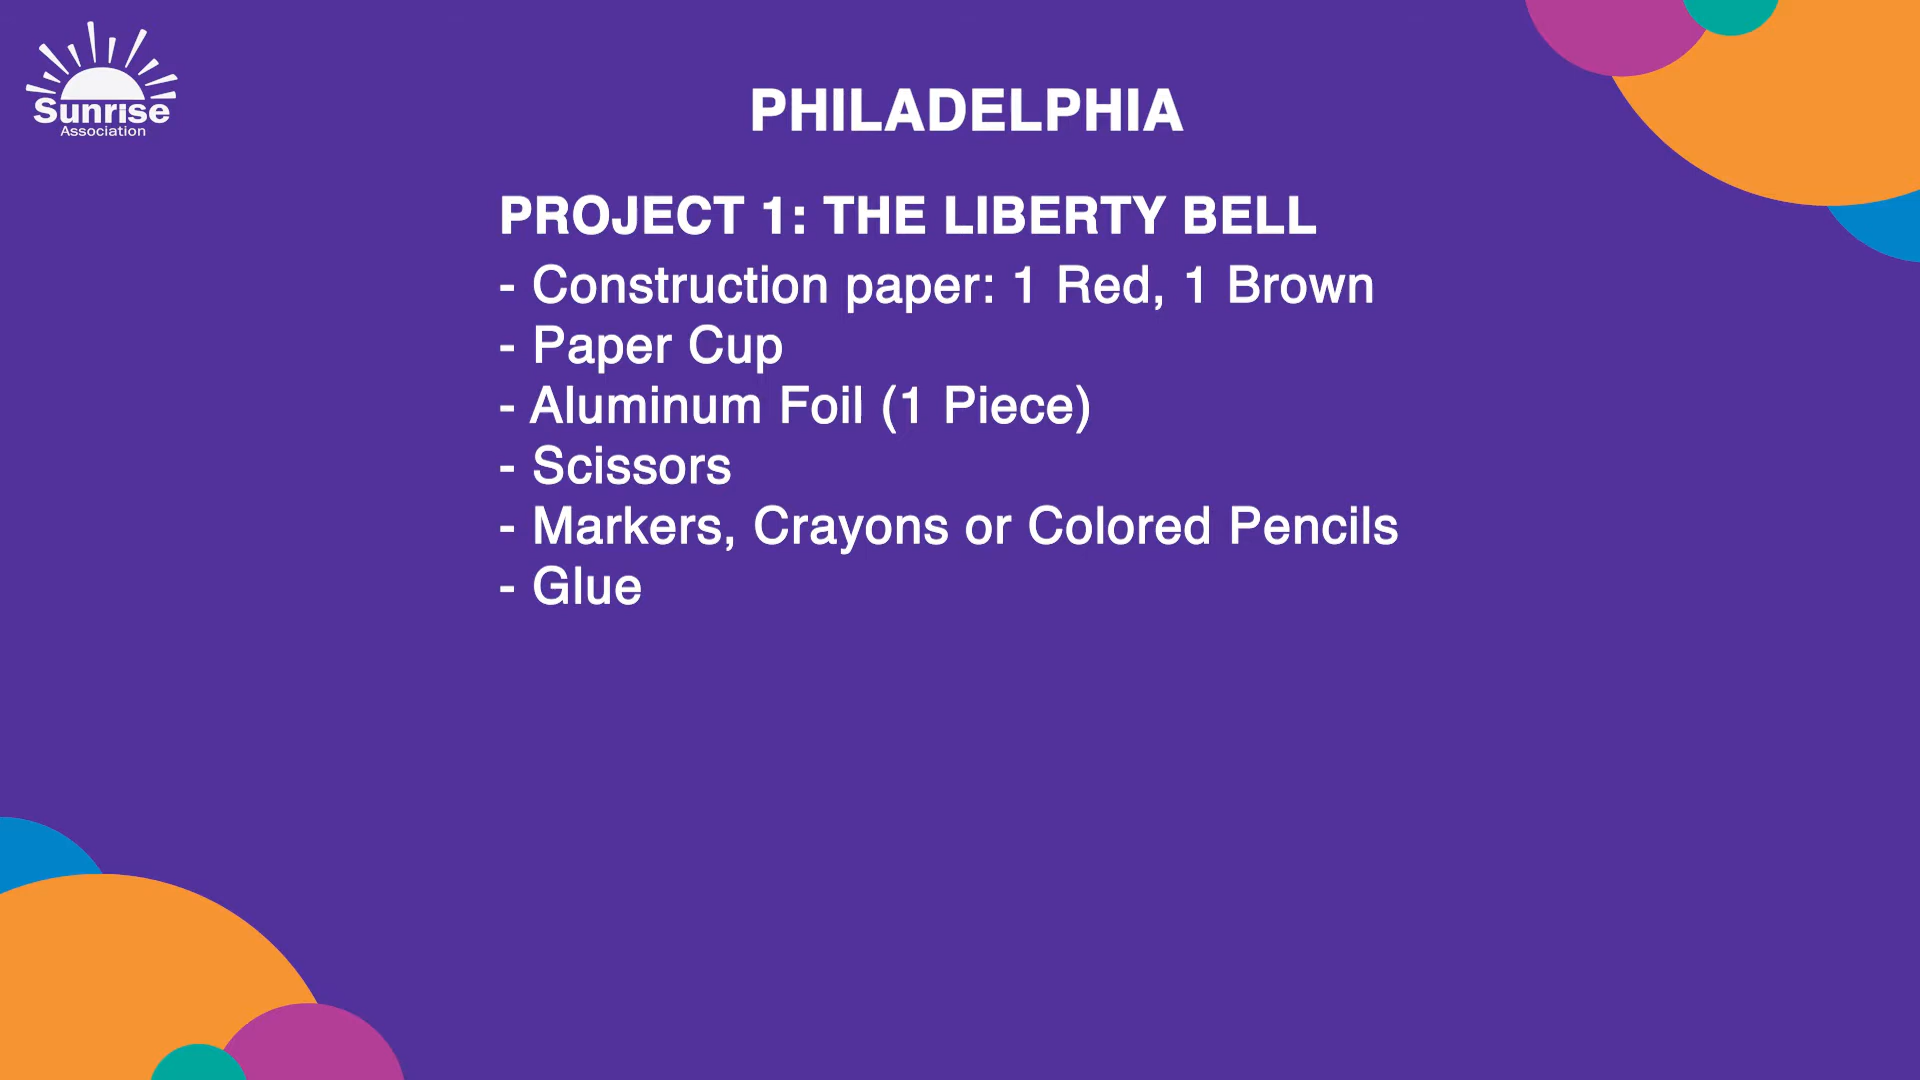 Sunrise
Association
PHILADELPHIA
PROJECT 1: THE LIBERTY BELL
- Construction paper: 1 Red, 1 Brown
- Paper Cup
- Aluminum Foil (1 Piece)
- Scissors
- Markers, Crayons or Colored Pencils
- Glue